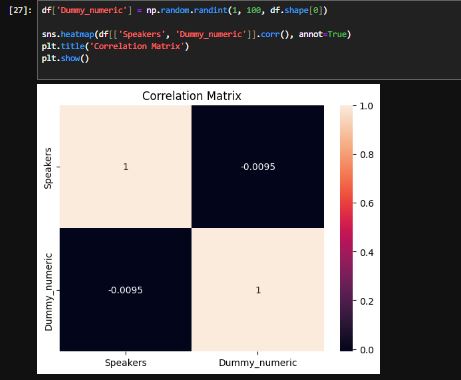 [27]: df['Dummy_numeric'] = np.random.randint(1, 100, df.shape[0])
sns.heatmap(df[['Speakers', 'Dummy_numeric']].corr(), annot=True)
plt.title('Correlation Matrix')
plt.show()
Correlation Matrix
Speakers
Dummy_numeric
1
-0.0095
-0.0095
1
Speakers
Dummy_numeric
1.0
0.8
0.6
0.4
0.2
0.0